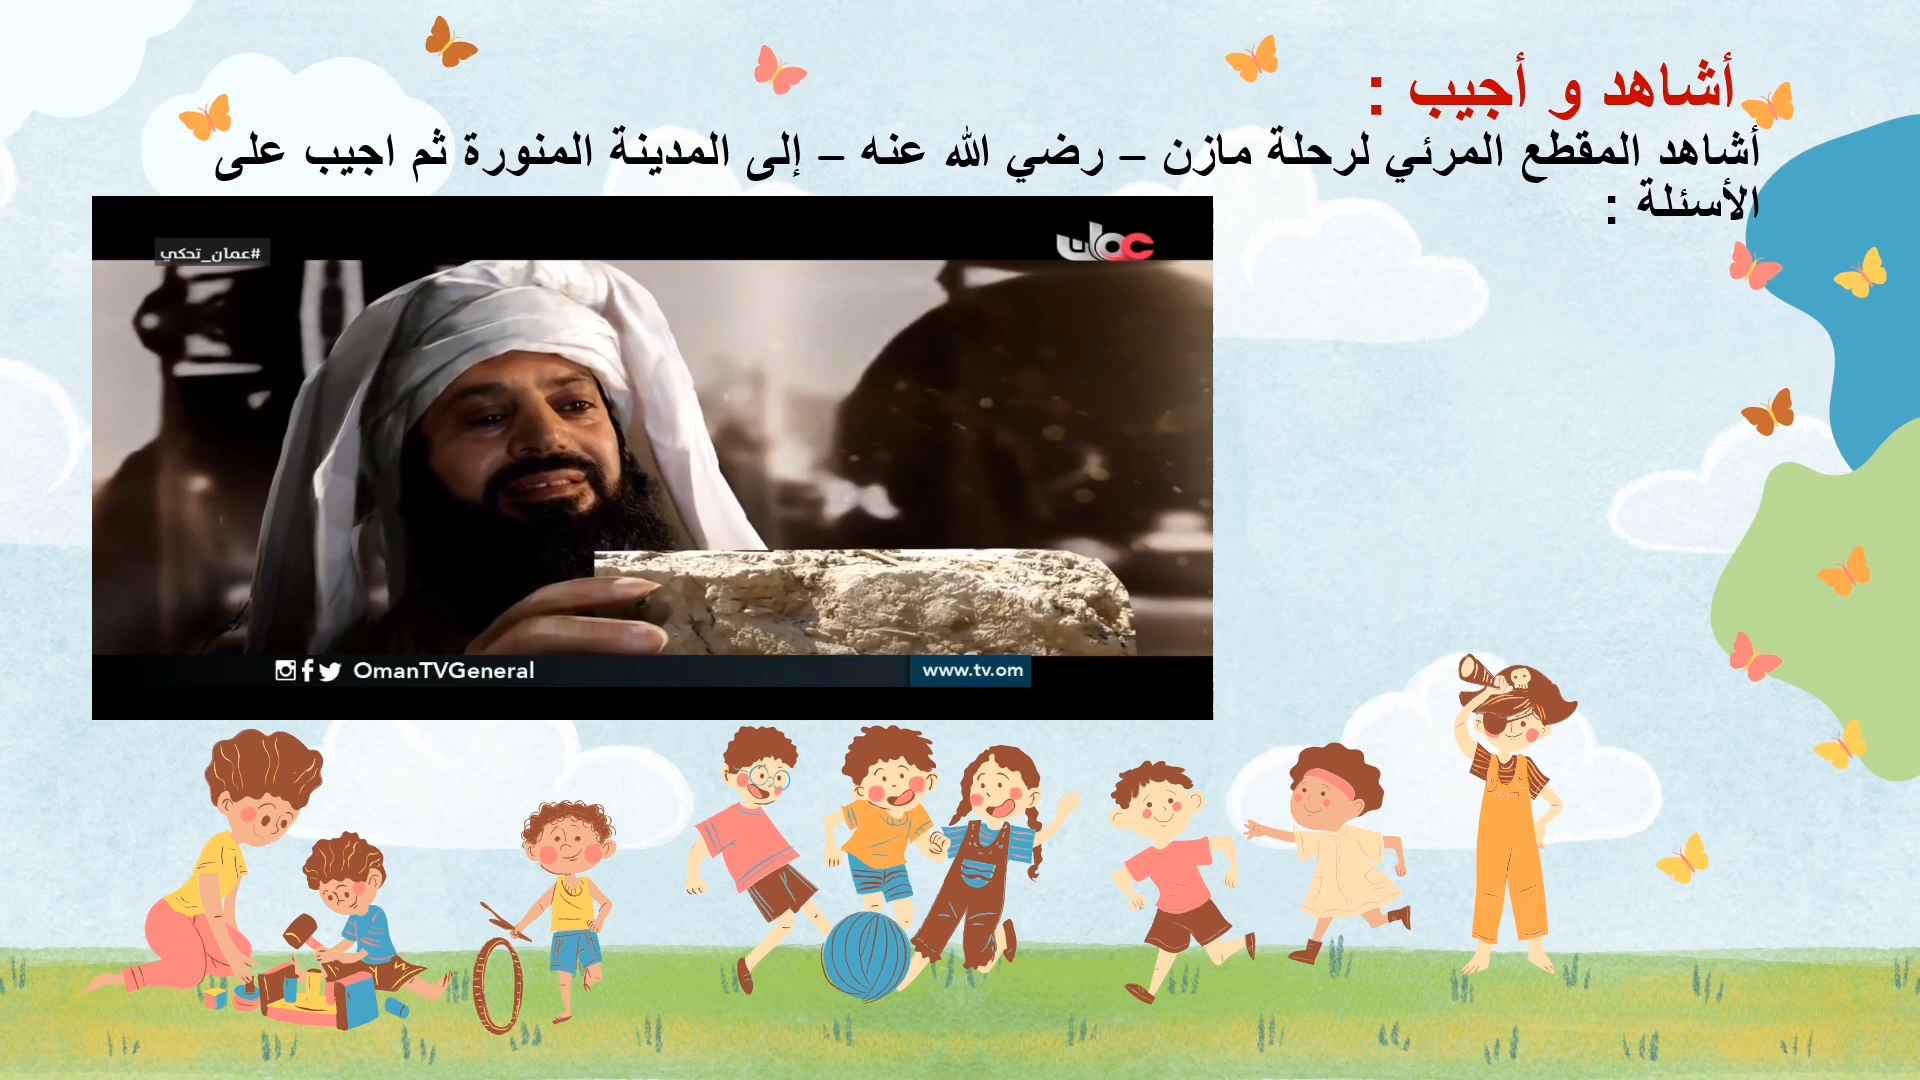 أشاهد و أجيب :
أشاهد المقطع المرئي لرحلة مازن – رضي الله عنه – إلى المدينة المنورة ثم اجيب على
الأسئلة :
#عمان_تحكي
عمان
OmanTVGeneral
www.tv.om